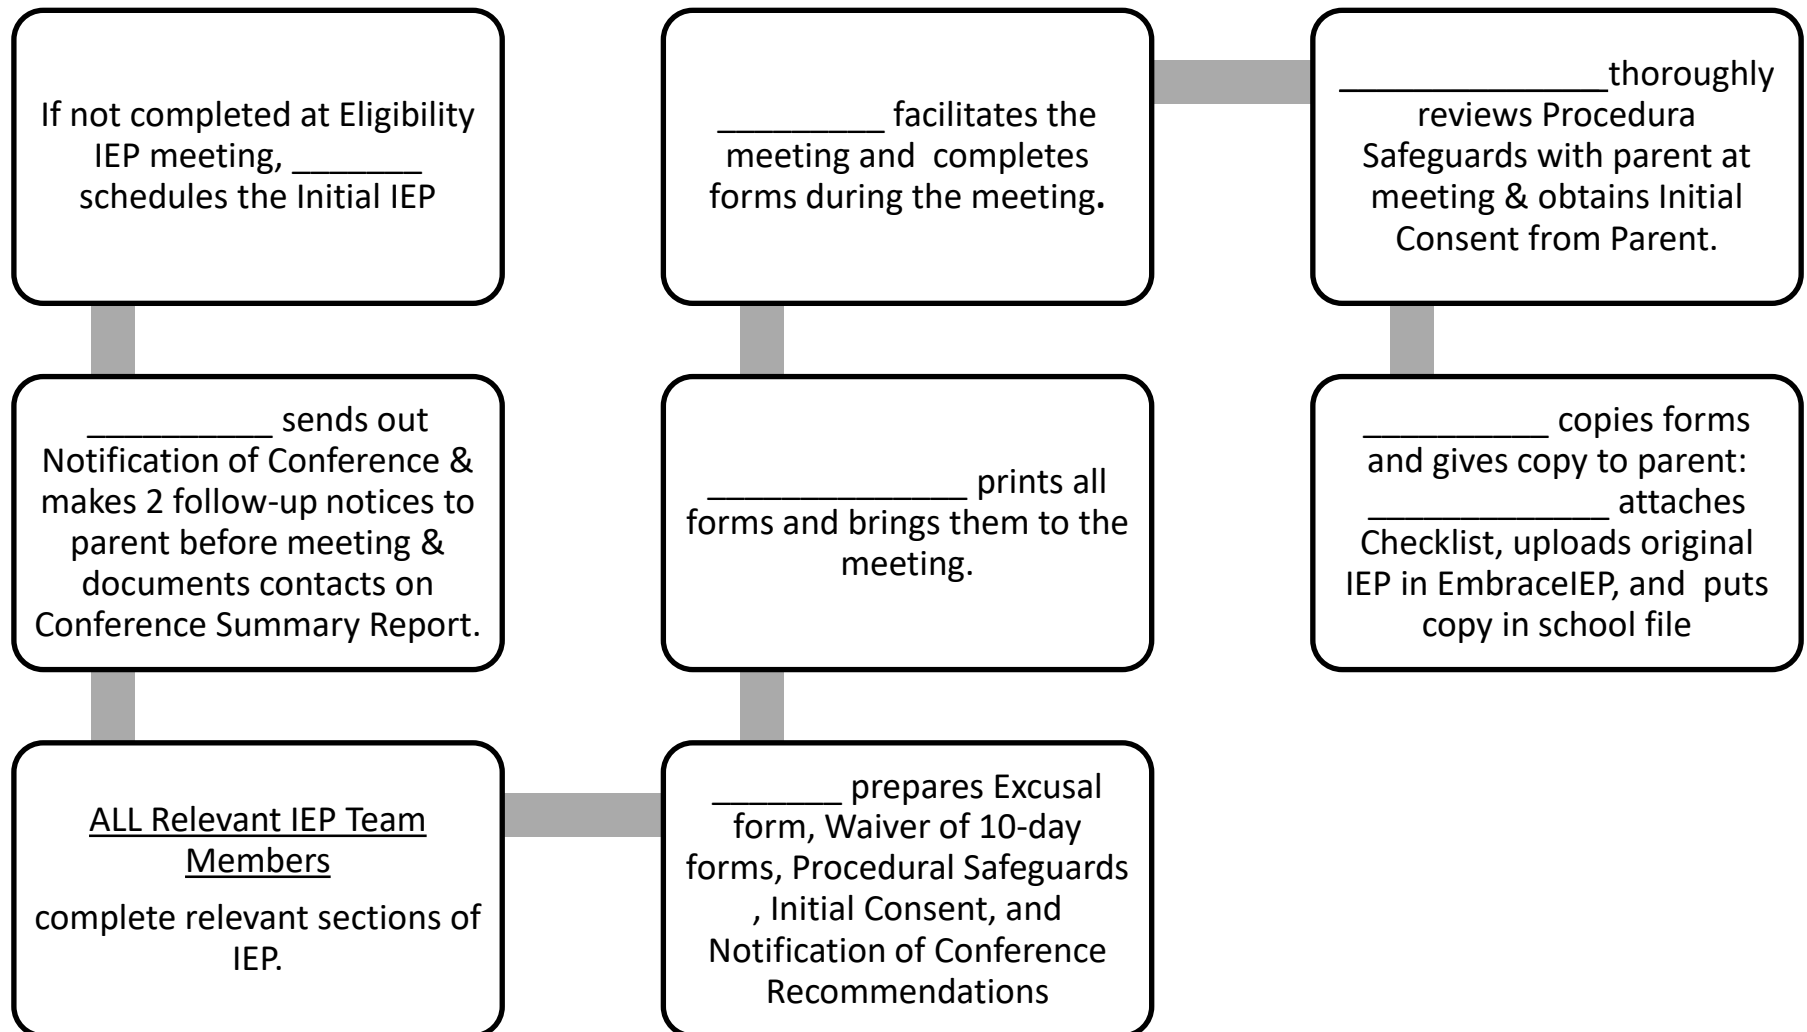 If not completed at Eligibility
IEP meeting, _______
schedules the Initial IEP
__________ sends out
Notification of Conference &
makes 2 follow-up notices to
parent before meeting &
documents contacts on
Conference Summary Report.
ALL Relevant IEP Team
Members
complete relevant sections of
IEP.
_______ prepares Excusal
form, Waiver of 10-day
forms, Procedural Safeguards
, Initial Consent, and
Notification of Conference
Recommendations
______________ prints all
forms and brings them to the
meeting.
_________ facilitates the
meeting and  completes
forms during the meeting.
_______________thoroughly
reviews Procedura
Safeguards with parent at
meeting & obtains Initial
Consent from Parent.
__________ copies forms
and gives copy to parent:
_____________ attaches
Checklist, uploads original
IEP in EmbraceIEP, and  puts
copy in school file